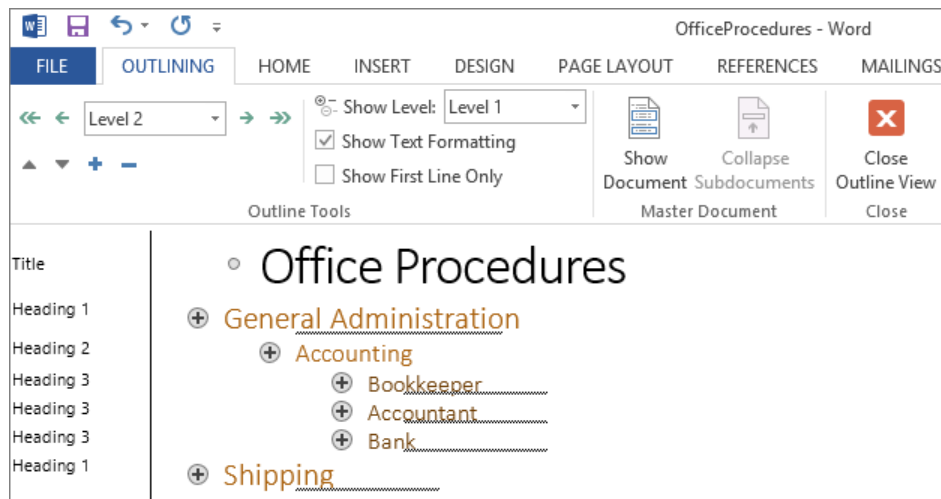 OfficeProcedures - Word
FILE OUTLINING HOME INSERT DESIGN PAGE LAYOUT REFERENCES MAILINGS
Level 2 Show Level: Level 1
Show Text Formatting
Show First Line Only
Show Document
Collapse Subdocuments
Close Outline View
Outline Tools Master Document Close
Title Office Procedures
Heading 1 General Administration
Heading 2 Accounting
Heading 3 Bookkeeper
Heading 3 Accountant
Heading 3 Bank
Heading 1 Shipping